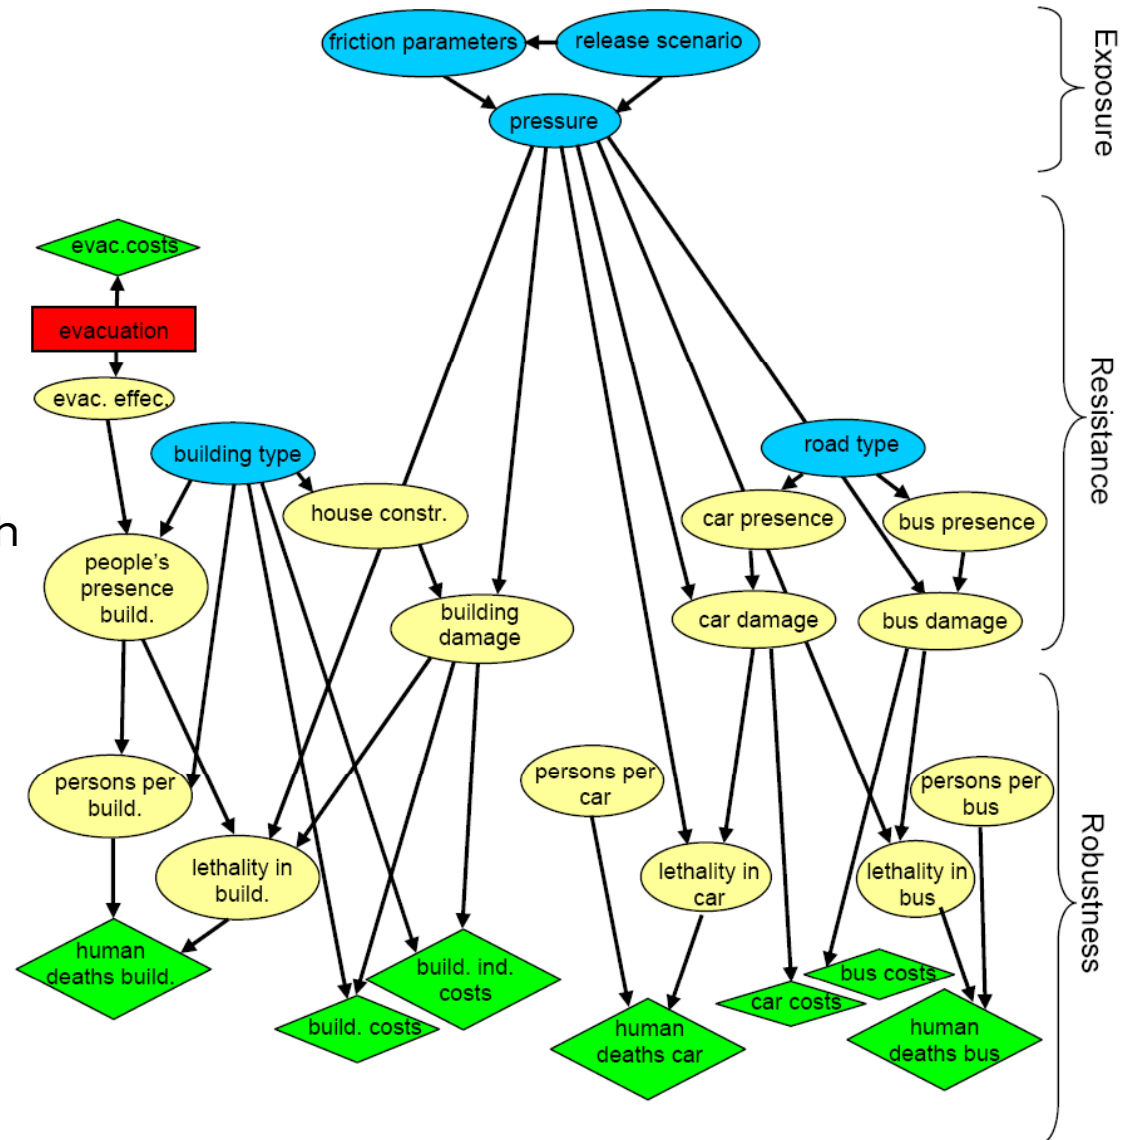 friction parameters
release scenario
pressure
Exposure
evac.costs
evacuation
evac. effec.
building type
road type
house constr.
car presence
bus presence
Resistance
h
people's
presence
build.
building
damage
car damage
bus damage
persons per
build.
persons per
car
persons per
bus
lethality in
build.
lethality in
car
lethality in
bus
Robustness
human
deaths build.
build. ind.
costs
bus costs
car costs
build. costs
human
deaths car
human
deaths bus